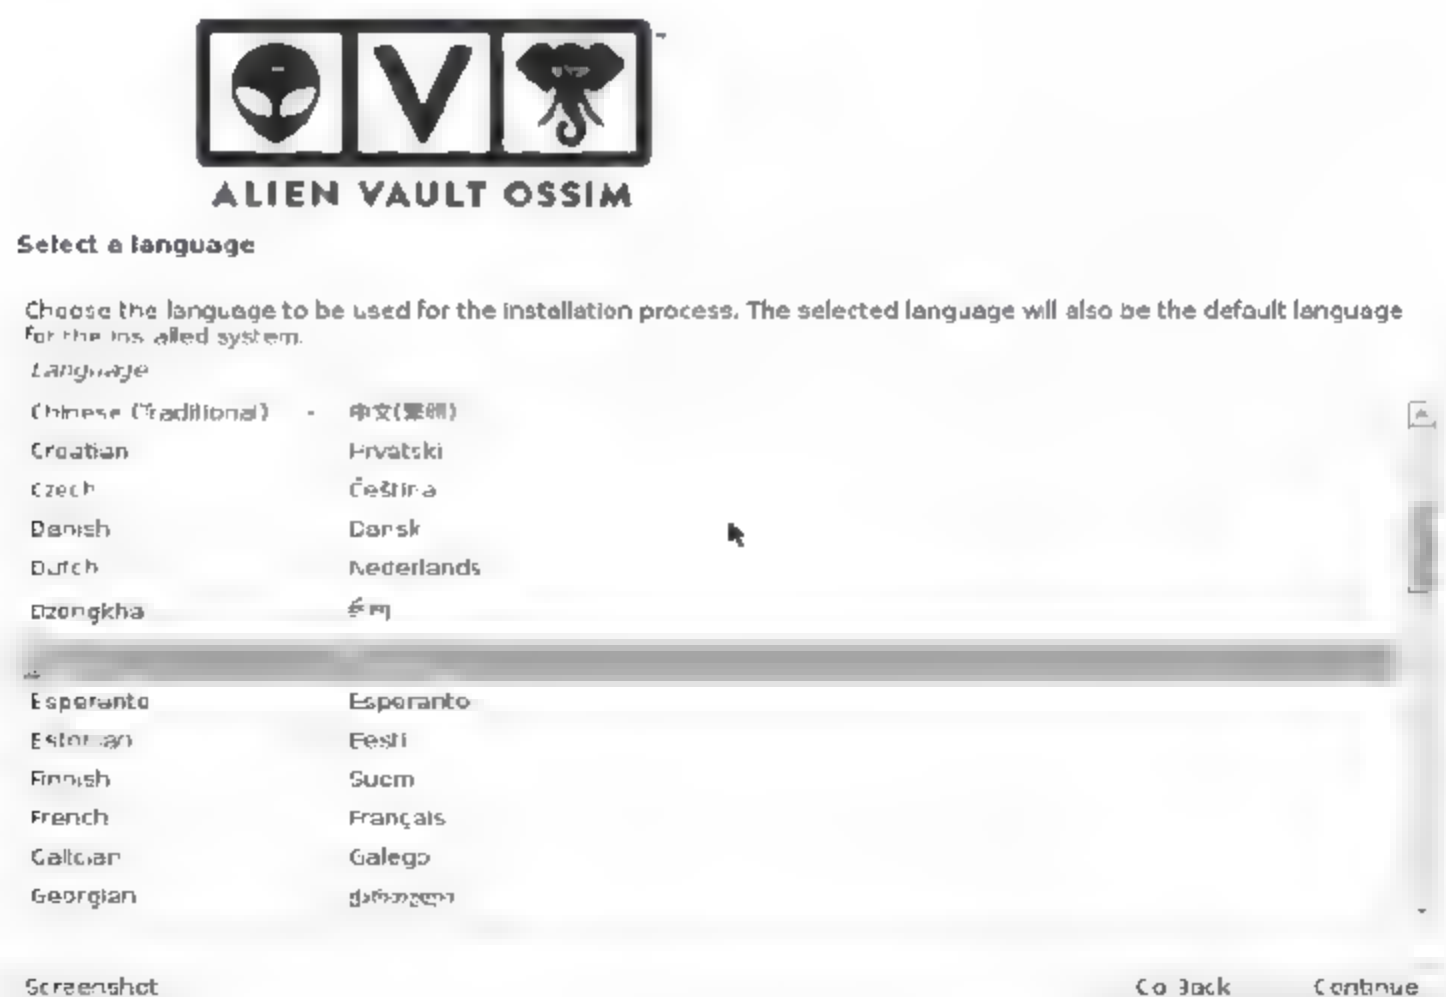 V
ALIEN VAULT OSSIM
Select a language
Choose the language to be used for the installation process. The selected language will also be the default language
for the system.
Language
Chinese (Traditional) - 中文(繁體)
Croatian Hrvatski
Czech Čeština
Danish Dansk
Dutch Nederlands
Dzongkha
Esperanto Esperanto
Estonian Eesti
Finnish Suomi
French Français
Galician Galego
Georgian ქართული
Screenshot Go Back Continue